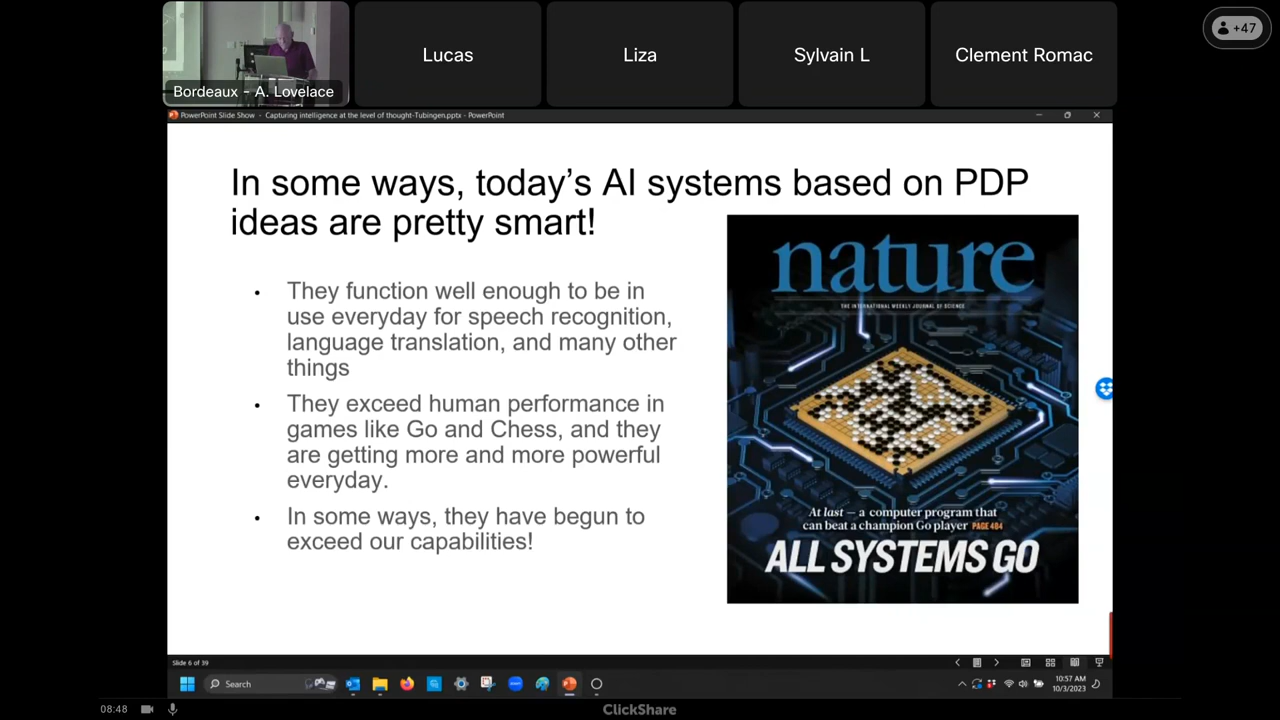 +47
Lucas
Liza
Sylvain L
Clement Romac
Bordeaux - A. Lovelace
PowerPoint Slide Show - Capturing intelligence at the level of thought-Tubingen.pptx - PowerPoint
In some ways, today's AI systems based on PDP
ideas are pretty smart!
• They function well enough to be in
use everyday for speech recognition,
language translation, and many other
things
• They exceed human performance in
games like Go and Chess, and they
are getting more and more powerful
everyday.
• In some ways, they have begun to
exceed our capabilities!
nature
THE INTERNATIONAL WEEKLY JOURNAL OF SCIENCE
At last — a computer program that
can beat a champion Go player PAGE 484
ALL SYSTEMS GO
Slide 6 of 39
Search
10:57 AM
10/3/2023
08:48
ClickShare